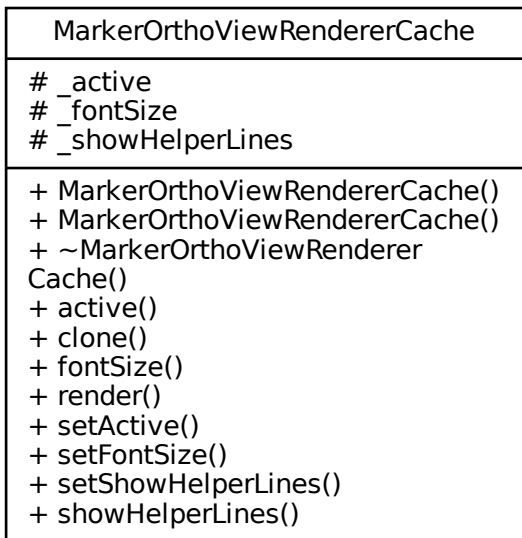 MarkerOrthoViewRendererCache
# _active
# _fontSize
# _showHelperLines
+ MarkerOrthoViewRendererCache()
+ MarkerOrthoViewRendererCache()
+ ~MarkerOrthoViewRenderer
Cache()
+ active()
+ clone()
+ fontSize()
+ render()
+ setActive()
+ setFontSize()
+ setShowHelperLines()
+ showHelperLines()